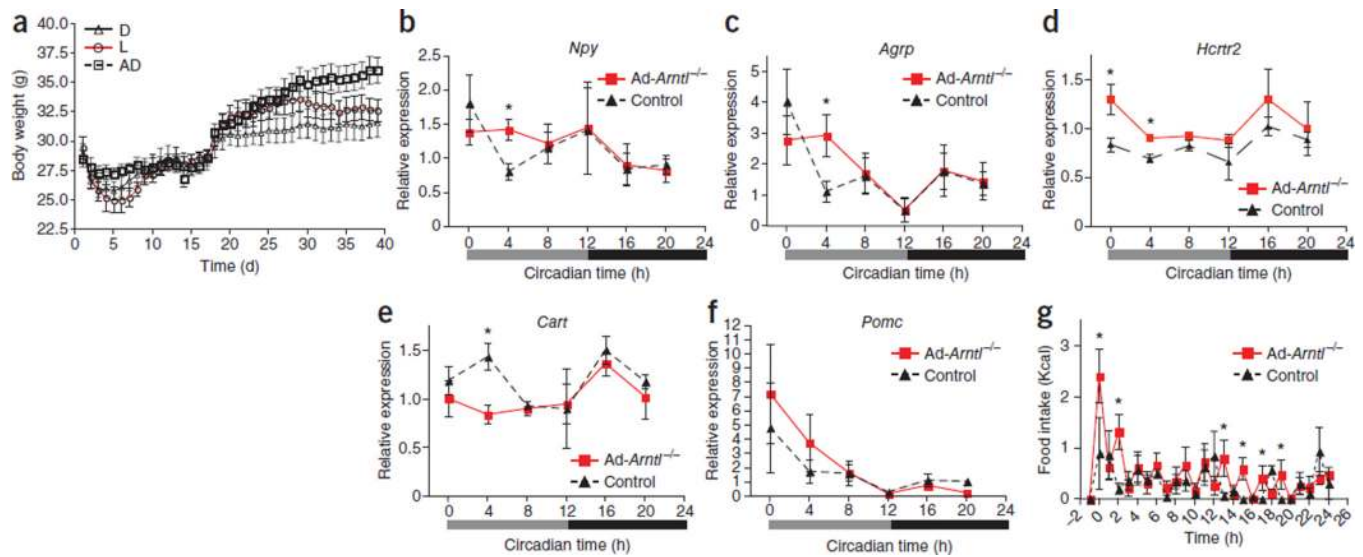 a
40.0
37.5
35.0
32.5
30.0
27.5
25.0
22.5
Body weight (g)
D
L
AD
0 5 10 15 20 25 30 35 40
Time (d)
b
Npy
2.5
2.0
1.5
1.0
0.5
0
Relative expression
Ad-Arntl–/–
Control
*
0 4 8 12 16 20 24
Circadian time (h)
c
Agrp
5
4
3
2
1
0
Relative expression
Ad-Arntl–/–
Control
*
0 4 8 12 16 20 24
Circadian time (h)
d
Hcrtr2
1.5
1.0
0.5
0
Relative expression
* *
Ad-Arntl–/–
Control
0 4 8 12 16 20 24
Circadian time (h)
e
Cart
1.5
1.0
0.5
0
Relative expression
*
Ad-Arntl–/–
Control
0 4 8 12 16 20 24
Circadian time (h)
f
Pomc
12
11
10
9
8
7
6
5
4
3
2
1
0
Relative expression
Ad-Arntl–/–
Control
0 4 8 12 16 20 24
Circadian time (h)
g
Ad-Arntl–/–
Control
3
2
1
0
Food intake (Kcal)
* * * * * *
–2 0 2 4 6 8 10 12 14 16 18 20 22 24 26
Time (h)